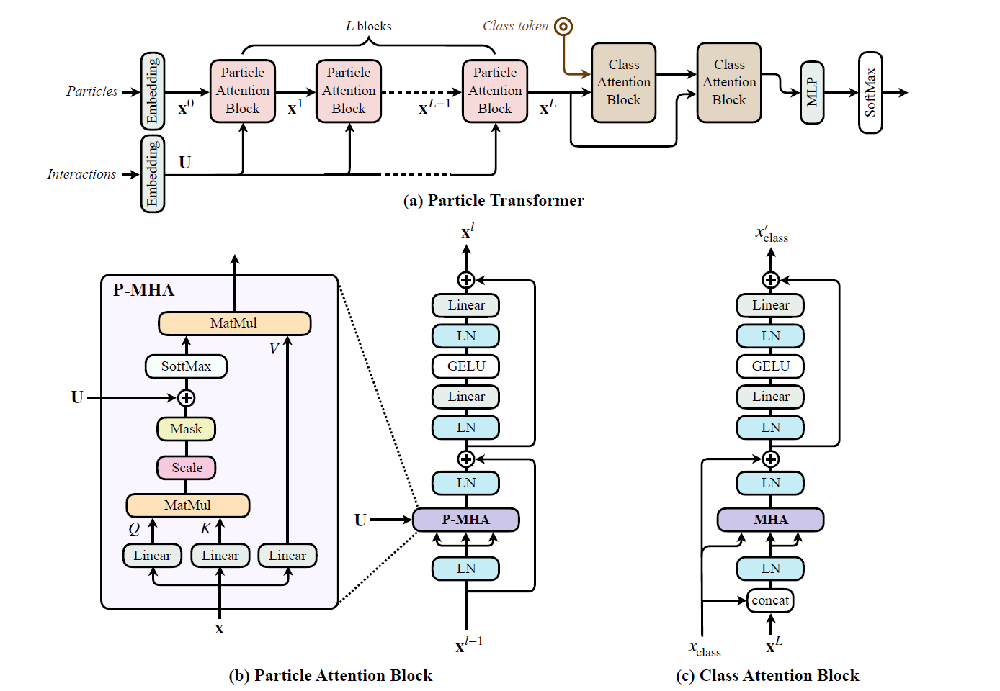 L blocks
Class token
Particles
Embedding
x⁰
Particle
Attention
Block
x¹
Particle
Attention
Block
xᴸ⁻¹
Particle
Attention
Block
xᴸ
Class
Attention
Block
Class
Attention
Block
MLP
SoftMax
Interactions
Embedding
U
(a) Particle Transformer
P-MHA
MatMul
V
SoftMax
U
Mask
Scale
MatMul
Q
K
Linear
Linear
Linear
x
xˡ
Linear
LN
GELU
Linear
LN
LN
U
P-MHA
LN
xˡ⁻¹
(b) Particle Attention Block
x′class
Linear
LN
GELU
Linear
LN
LN
MHA
LN
concat
xclass
xᴸ
(c) Class Attention Block